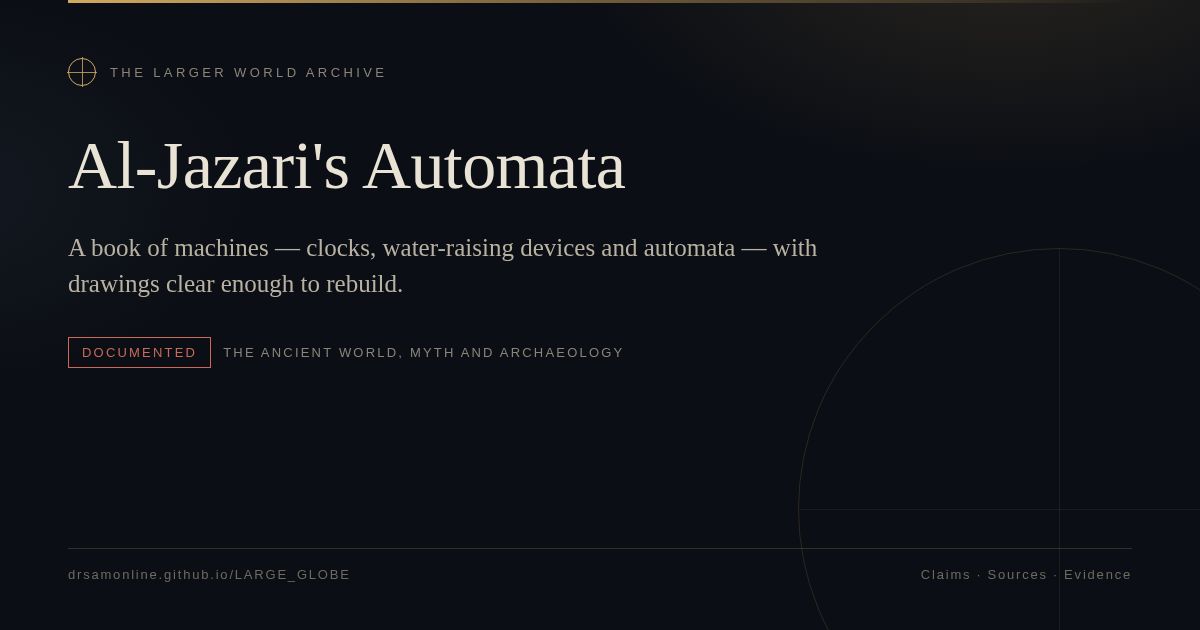 THE LARGER WORLD ARCHIVE
Al-Jazari's Automata
A book of machines — clocks, water-raising devices and automata — with
drawings clear enough to rebuild.
DOCUMENTED THE ANCIENT WORLD, MYTH AND ARCHAEOLOGY
drsamonline.github.io/LARGE_GLOBE Claims · Sources · Evidence